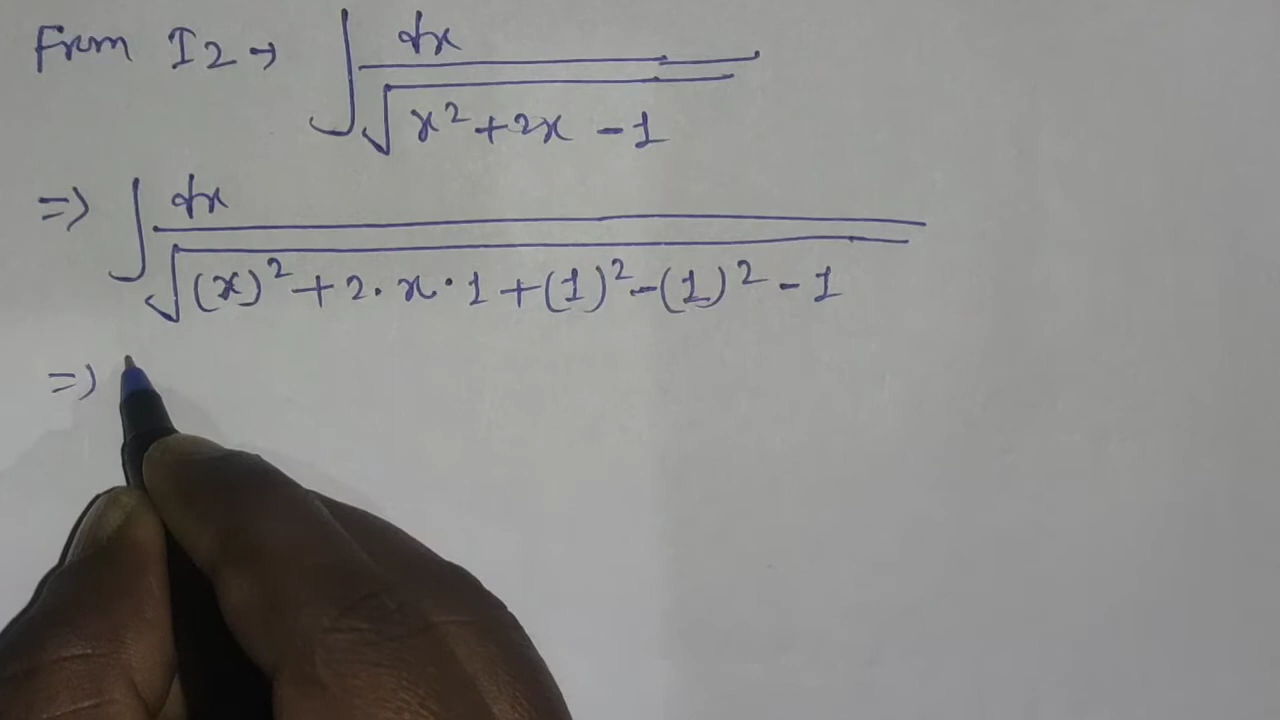 From I2 → ∫ dx / √(x² + 2x - 1)
=> ∫ dx / √((x)² + 2 · x · 1 + (1)² - (1)² - 1)
=>